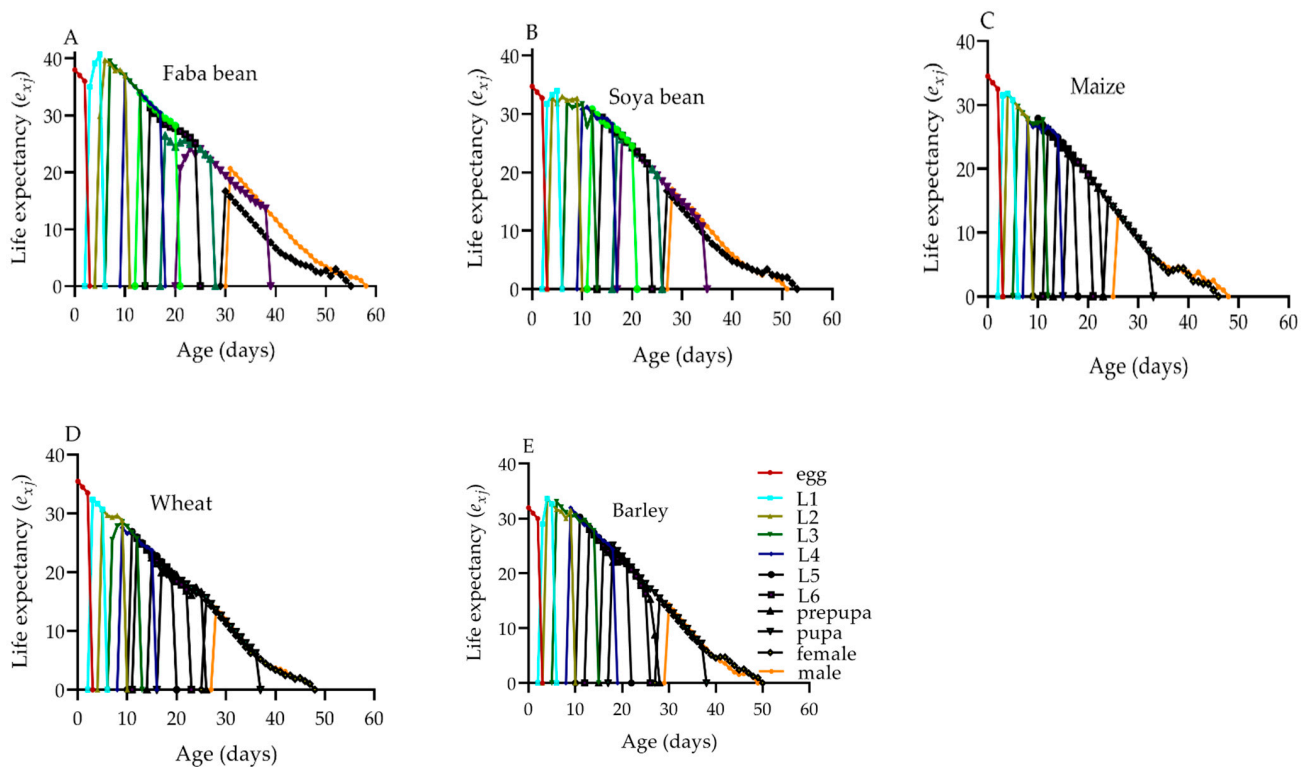 A
Faba bean
Life expectancy (exj)
40
30
20
10
0
0 10 20 30 40 50 60
Age (days)
B
Soya bean
Life expectancy (exj)
40
30
20
10
0
0 10 20 30 40 50 60
Age (days)
C
Maize
Life expectancy (exj)
40
30
20
10
0
0 10 20 30 40 50 60
Age (days)
D
Wheat
Life expectancy (exj)
40
30
20
10
0
0 10 20 30 40 50 60
Age (days)
E
Barley
Life expectancy (exj)
40
30
20
10
0
0 10 20 30 40 50 60
Age (days)
egg
L1
L2
L3
L4
L5
L6
prepupa
pupa
female
male